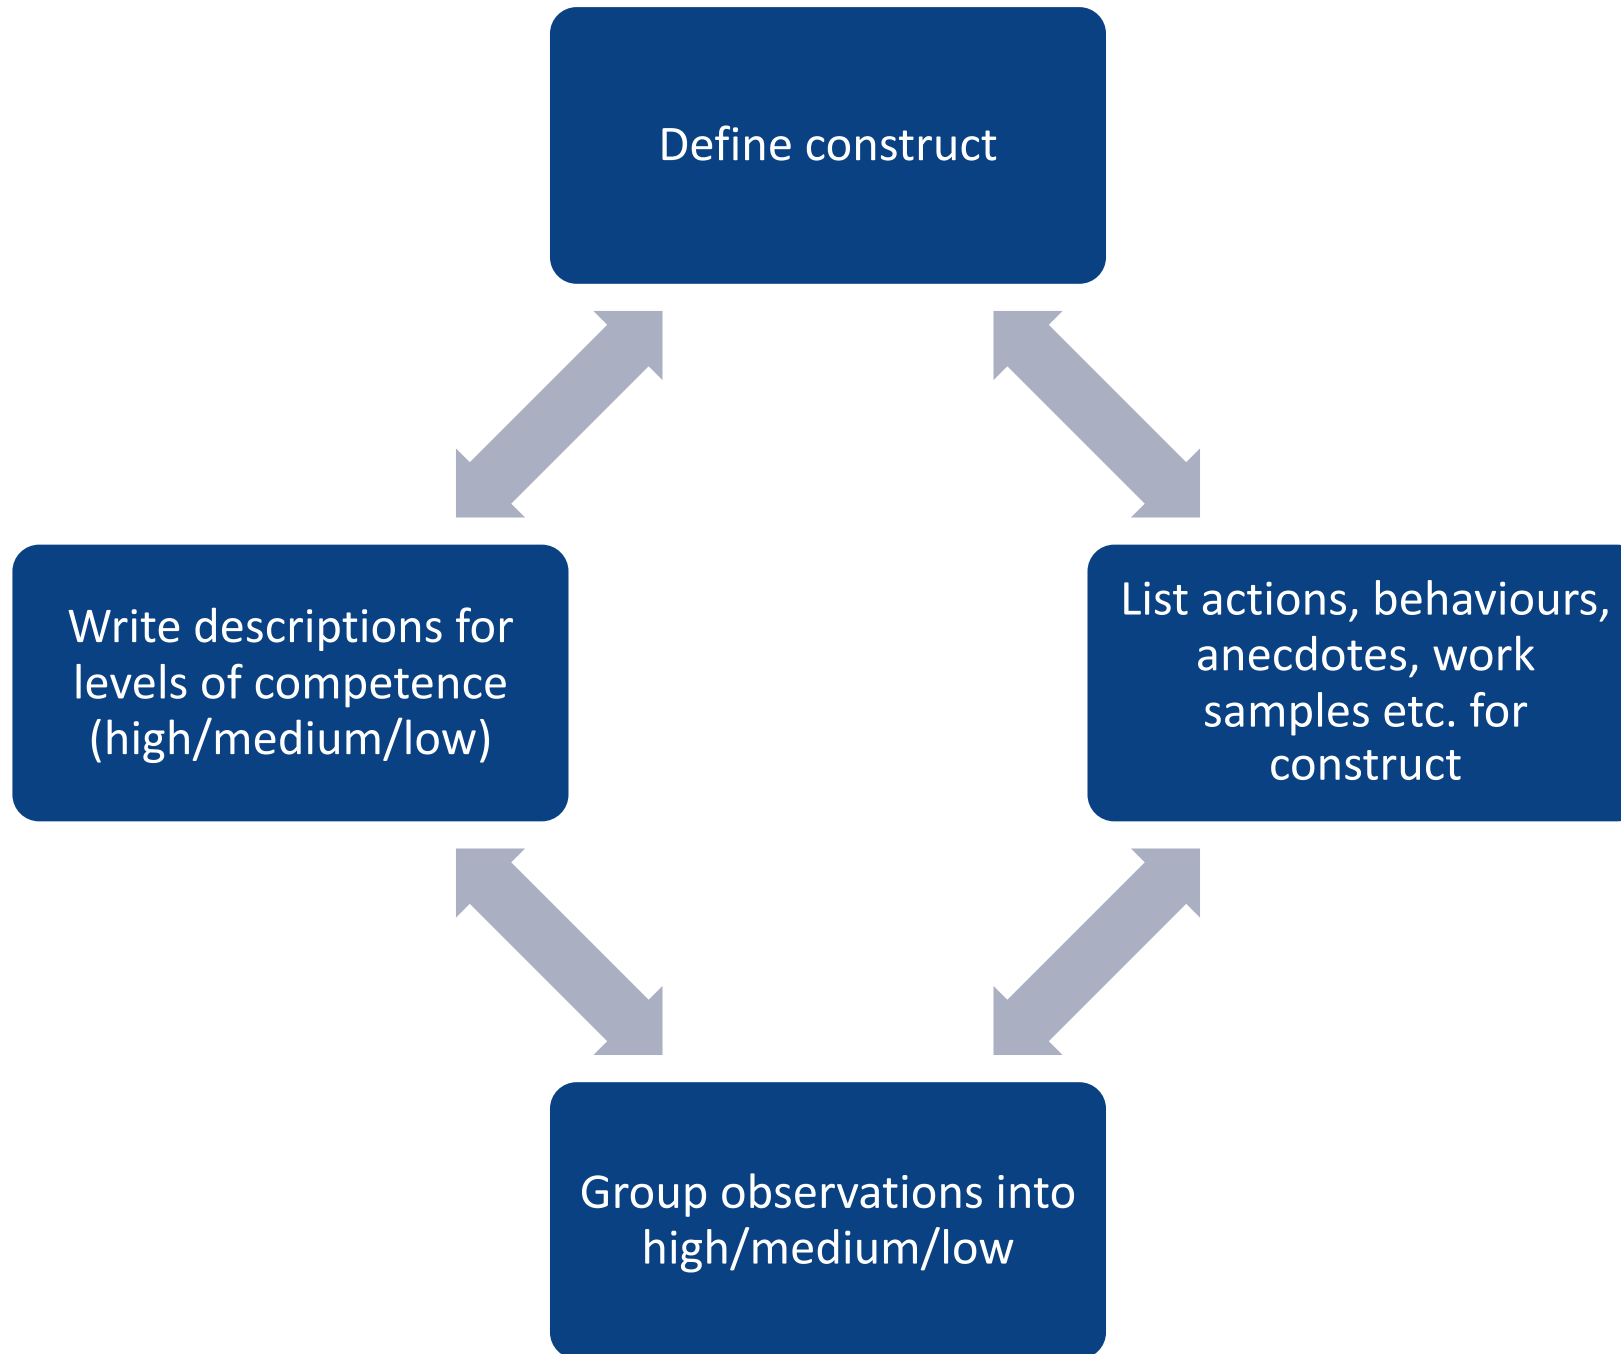 Define construct
Write descriptions for
levels of competence
(high/medium/low)
List actions, behaviours,
anecdotes, work
samples etc. for
construct
Group observations into
high/medium/low